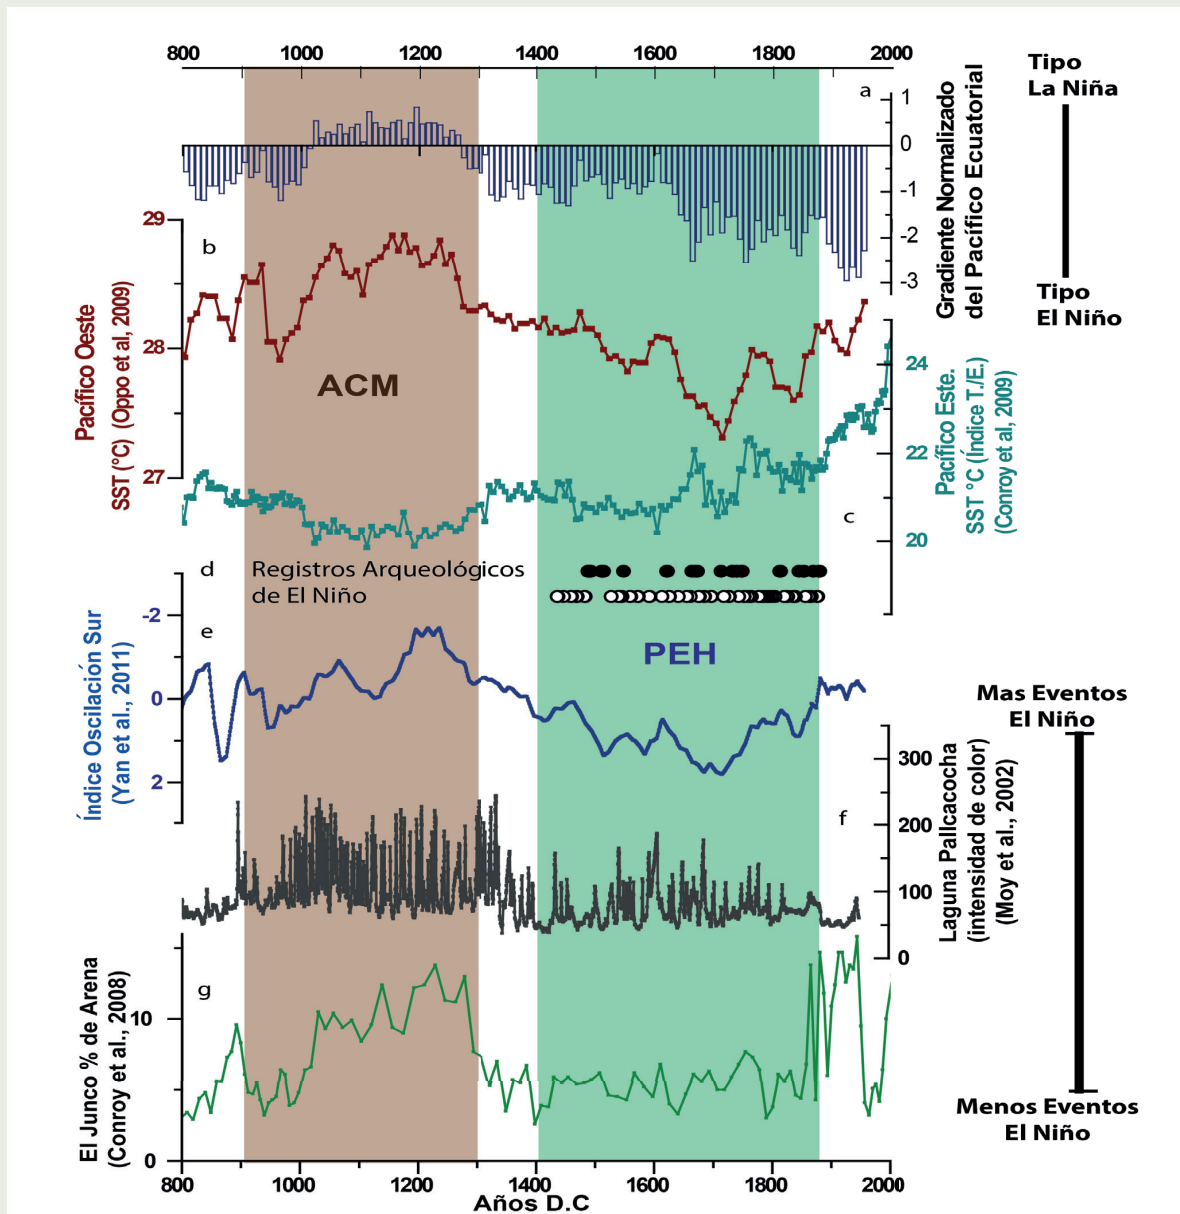 800 1000 1200 1400 1600 1800 2000
Tipo
La Niña
a
1
0
-1
-2
-3
Gradiente Normalizado
del Pacífico Ecuatorial
Tipo
El Niño
29
28
27
b
Pacífico Oeste
SST (°C) (Oppo et al, 2009)
ACM
24
22
20
Pacífico Este.
SST °C (Índice T./E.)
(Conroy et al, 2009)
c
d Registros Arqueológicos
de El Niño
-2
0
2
e
Índice Oscilación Sur
(Yan et al., 2011)
PEH
Mas Eventos
El Niño
300
200
100
0
f
Laguna Pallcacocha
(intensidad de color)
(Moy et al., 2002)
10
0
g
El Junco % de Arena
(Conroy et al., 2008)
Menos Eventos
El Niño
800 1000 1200 1400 1600 1800 2000
Años D.C